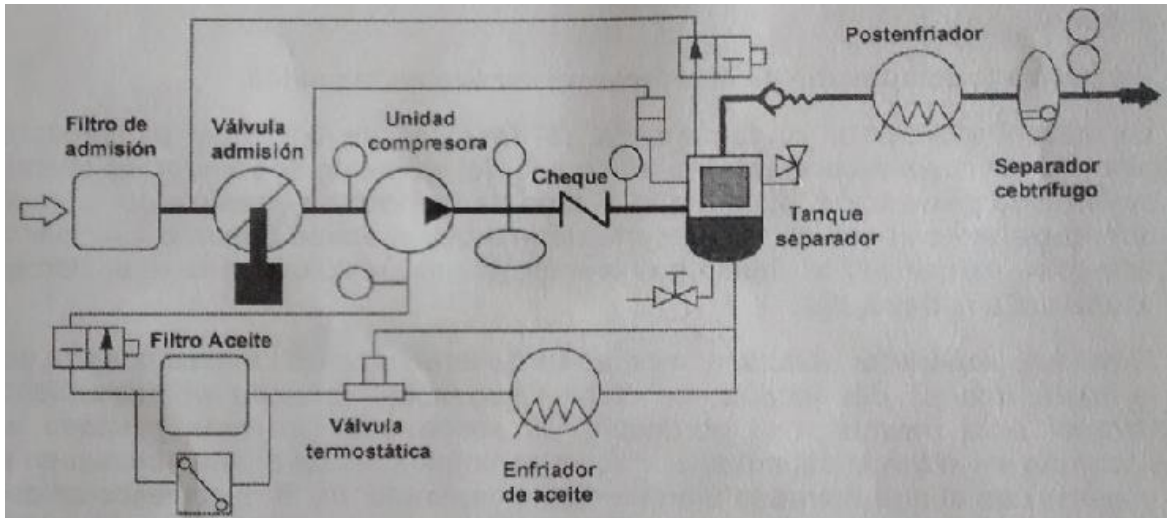 Filtro de
admisión
Válvula
admisión
Unidad
compresora
Cheque
Postenfriador
Separador
cebtrífugo
Tanque
separador
Filtro Aceite
Válvula
termostática
Enfriador
de aceite